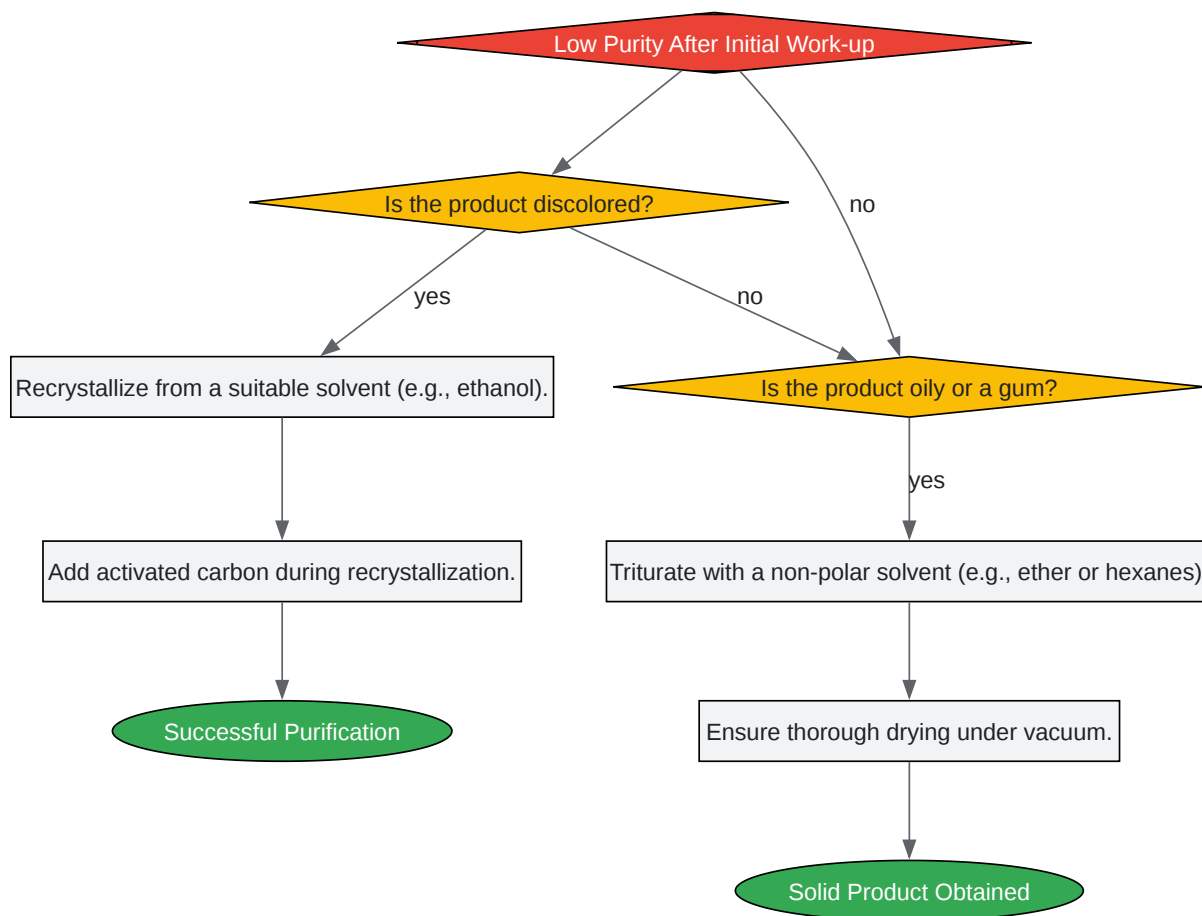 Low Purity After Initial Work-up
Is the product discolored?
no
yes
no
Recrystallize from a suitable solvent (e.g., ethanol).
Is the product oily or a gum?
yes
Add activated carbon during recrystallization.
Triturate with a non-polar solvent (e.g., ether or hexanes)
Successful Purification
Ensure thorough drying under vacuum.
Solid Product Obtained